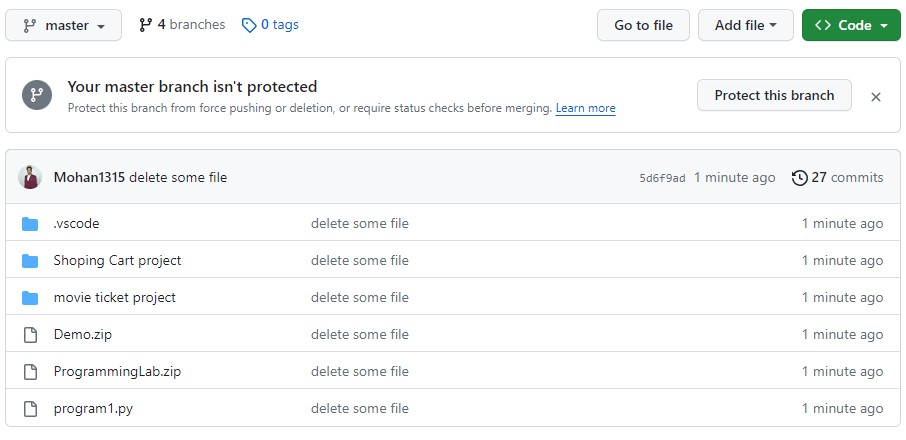 master 4 branches 0 tags Go to file Add file Code
Your master branch isn't protected
Protect this branch from force pushing or deletion, or require status checks before merging. Learn more
Protect this branch
Mohan1315 delete some file 5d6f9ad 1 minute ago 27 commits
.vscode delete some file 1 minute ago
Shoping Cart project delete some file 1 minute ago
movie ticket project delete some file 1 minute ago
Demo.zip delete some file 1 minute ago
ProgrammingLab.zip delete some file 1 minute ago
program1.py delete some file 1 minute ago